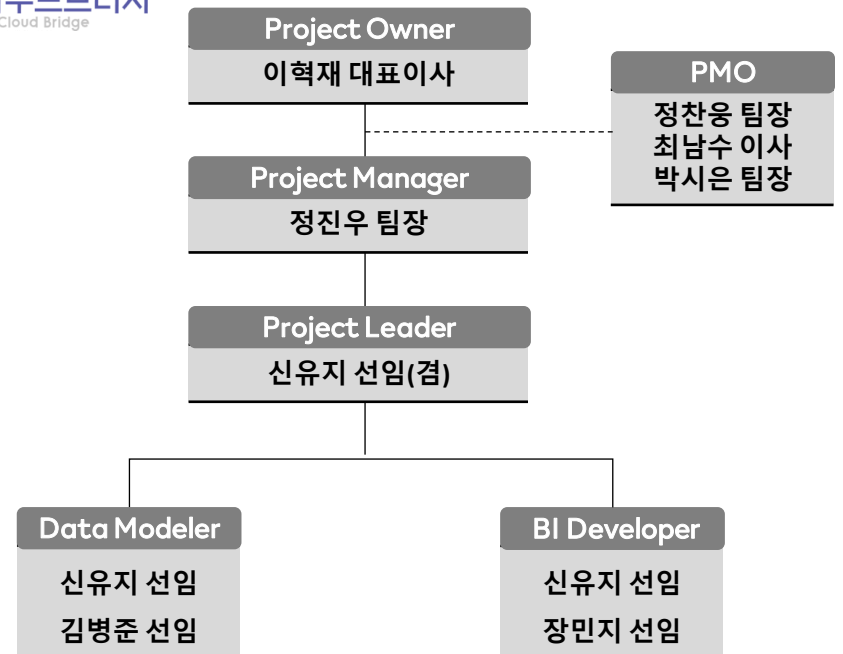 Cloud Bridge
Project Owner
이혁재 대표이사
PMO
정찬웅 팀장
최남수 이사
박시은 팀장
Project Manager
정진우 팀장
Project Leader
신유지 선임(겸)
Data Modeler
신유지 선임
김병준 선임
BI Developer
신유지 선임
장민지 선임